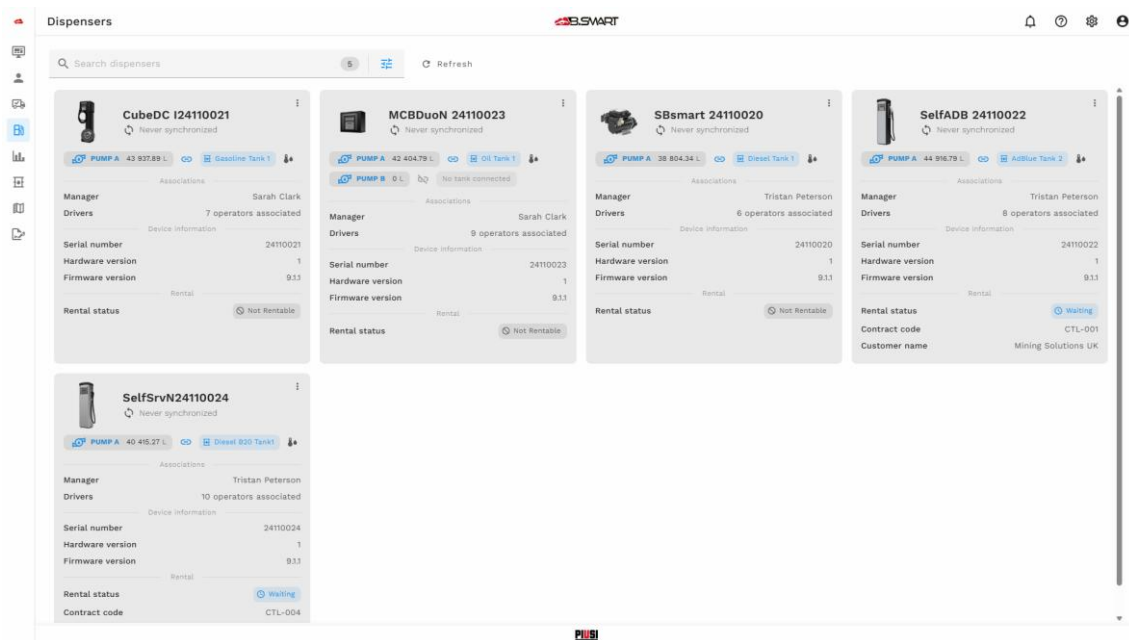 Dispensers
B.SMART
Search dispensers
5
Refresh
CubeDC I24110021
Never synchronized
PUMP A 43 937.89 L
Gasoline Tank 1
Associations
Manager Sarah Clark
Drivers 7 operators associated
Device information
Serial number 24110021
Hardware version 1
Firmware version 9.1.1
Rental
Rental status Not Rentable
MCBDuoN 24110023
Never synchronized
PUMP A 42 404.79 L
Oil Tank 1
PUMP B 0 L
No tank connected
Associations
Manager Sarah Clark
Drivers 9 operators associated
Device information
Serial number 24110023
Hardware version 1
Firmware version 9.1.1
Rental
Rental status Not Rentable
SBsmart 24110020
Never synchronized
PUMP A 38 804.34 L
Diesel Tank 1
Associations
Manager Tristan Peterson
Drivers 6 operators associated
Device information
Serial number 24110020
Hardware version 1
Firmware version 9.1.1
Rental
Rental status Not Rentable
SelfADB 24110022
Never synchronized
PUMP A 44 916.79 L
AdBlue Tank 2
Associations
Manager Tristan Peterson
Drivers 8 operators associated
Device information
Serial number 24110022
Hardware version 1
Firmware version 9.1.1
Rental
Rental status Waiting
Contract code CTL-001
Customer name Mining Solutions UK
SelfSrvN24110024
Never synchronized
PUMP A 40 415.27 L
Diesel B20 Tank1
Associations
Manager Tristan Peterson
Drivers 10 operators associated
Device information
Serial number 24110024
Hardware version 1
Firmware version 9.1.1
Rental
Rental status Waiting
Contract code CTL-004
PIUSI